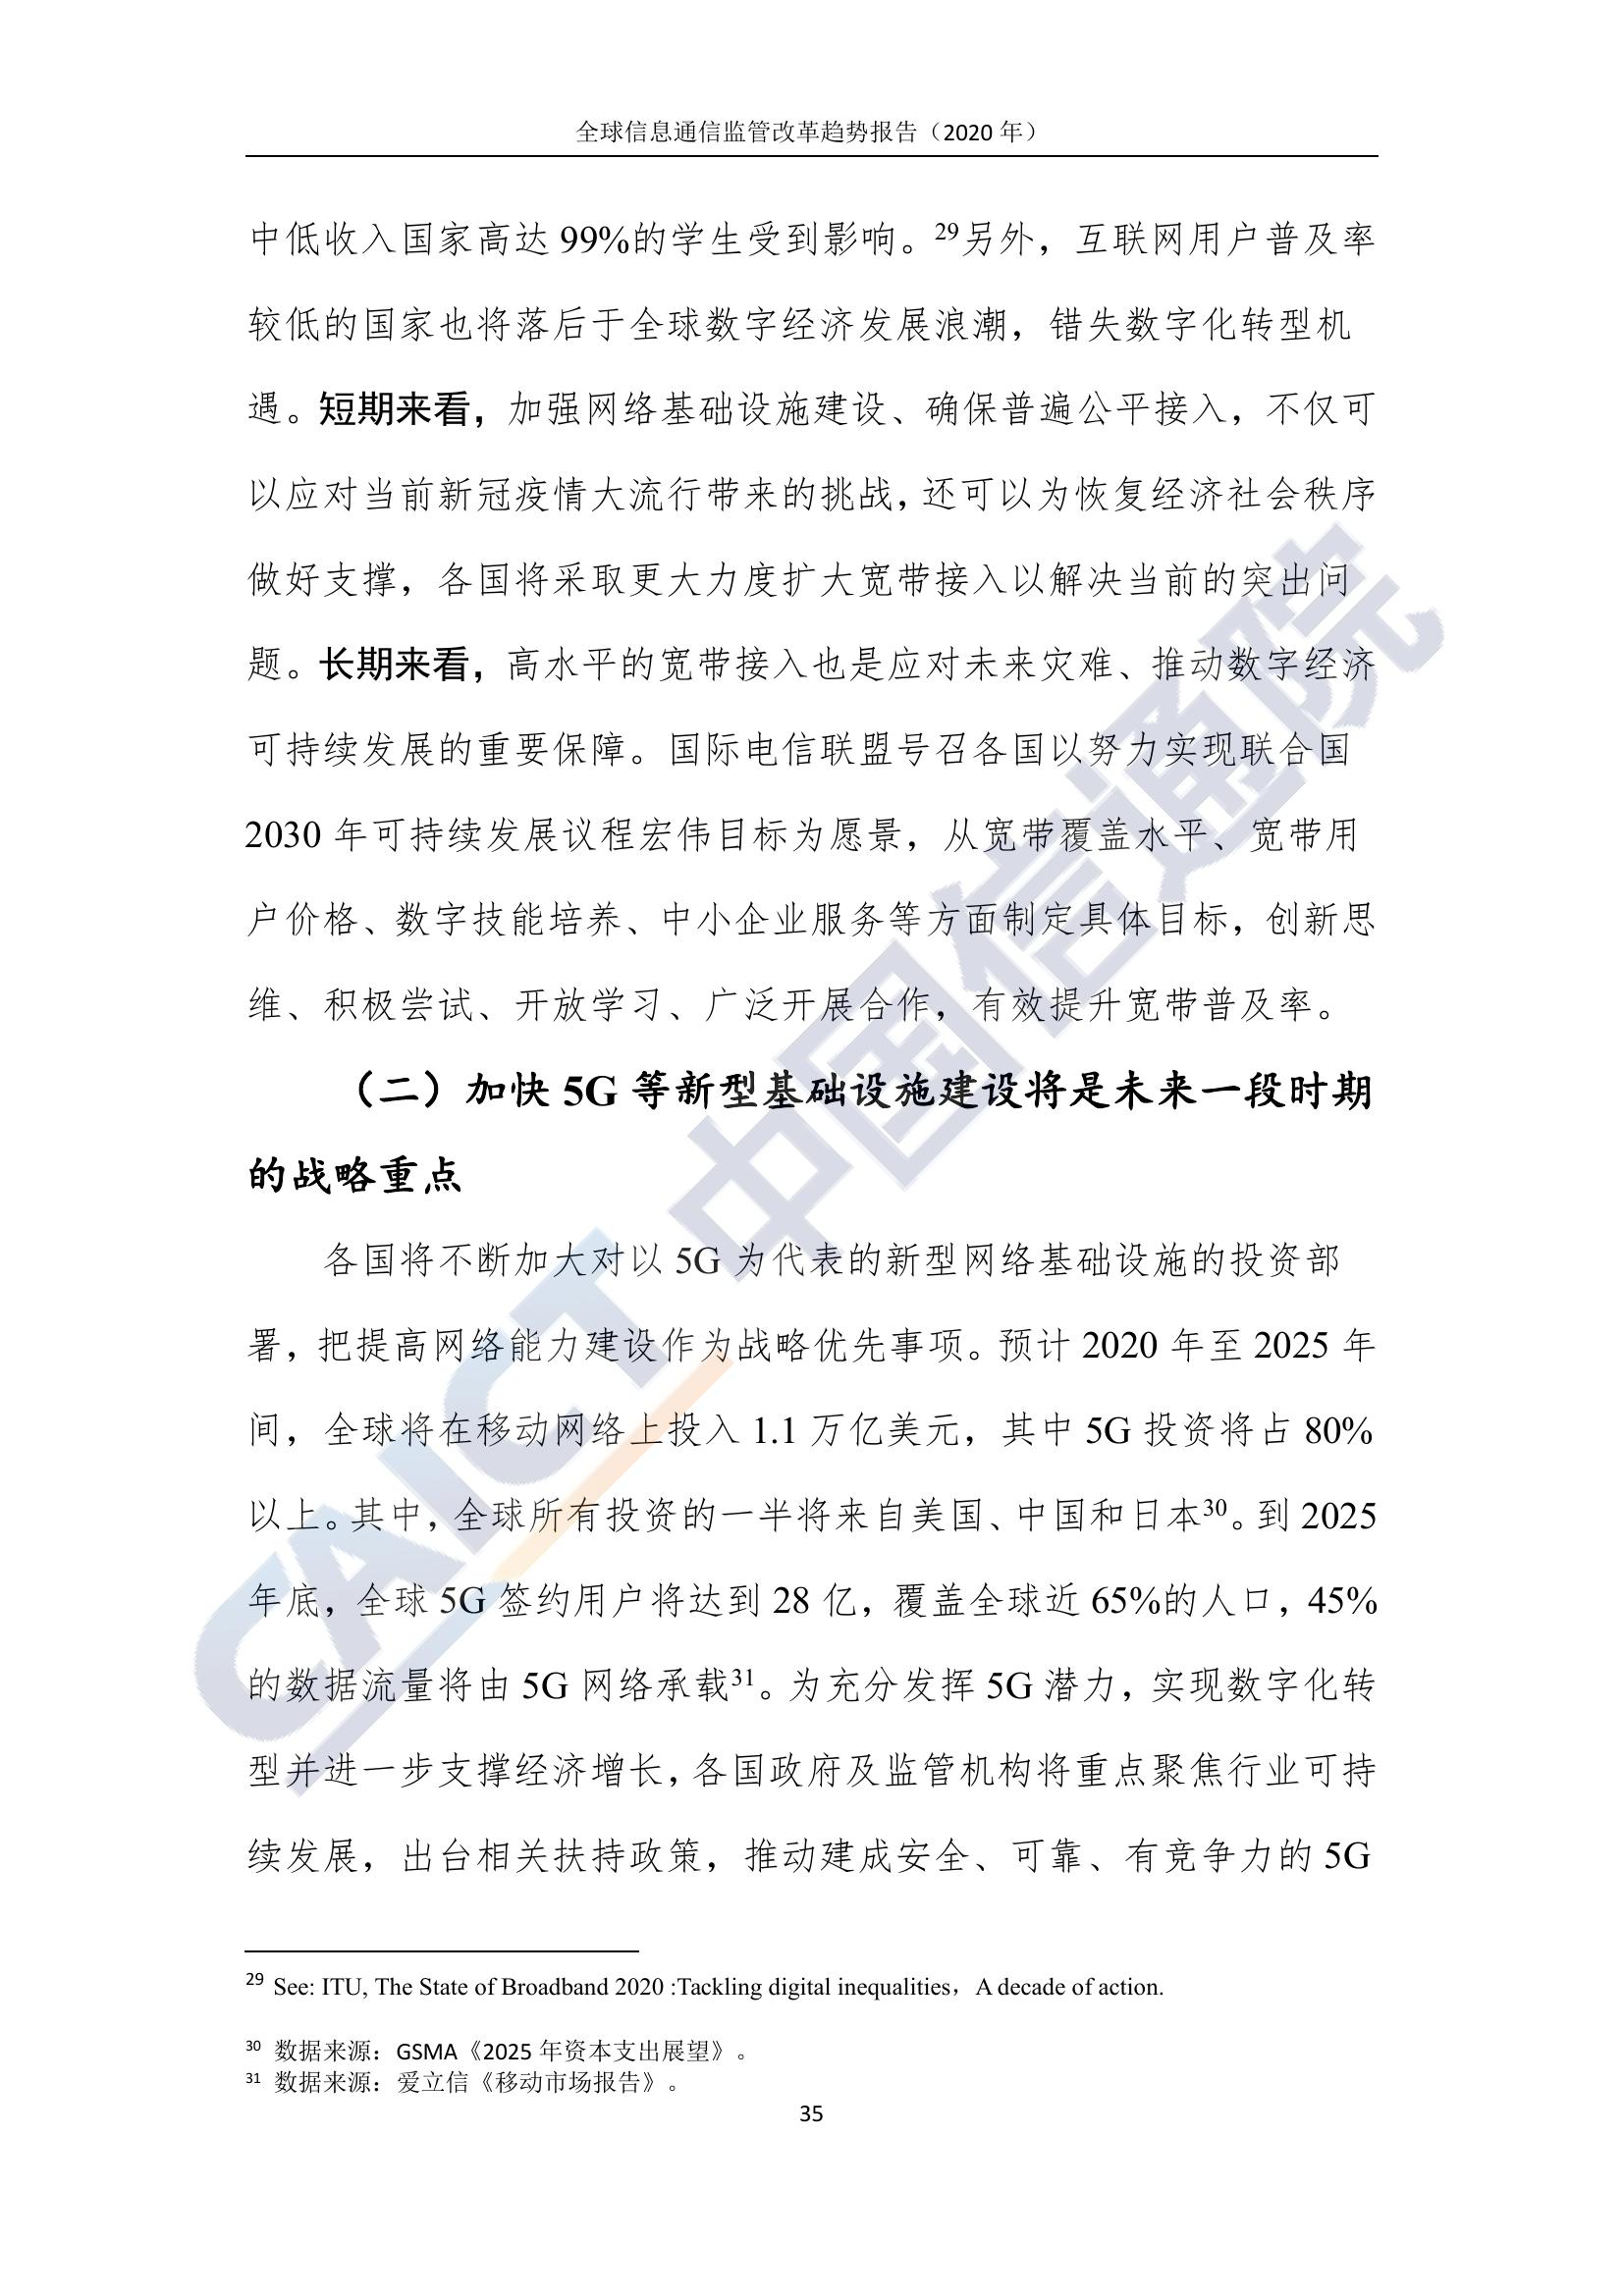 全球信息通信监管改革趋势报告（2020 年）
中低收入国家高达 99%的学生受到影响。29另外，互联网用户普及率
较低的国家也将落后于全球数字经济发展浪潮，错失数字化转型机
遇。短期来看，加强网络基础设施建设、确保普遍公平接入，不仅可
以应对当前新冠疫情大流行带来的挑战，还可以为恢复经济社会秩序
做好支撑，各国将采取更大力度扩大宽带接入以解决当前的突出问
题。长期来看，高水平的宽带接入也是应对未来灾难、推动数字经济
可持续发展的重要保障。国际电信联盟号召各国以努力实现联合国
2030 年可持续发展议程宏伟目标为愿景，从宽带覆盖水平、宽带用
户价格、数字技能培养、中小企业服务等方面制定具体目标，创新思
维、积极尝试、开放学习、广泛开展合作，有效提升宽带普及率。
（二）加快 5G 等新型基础设施建设将是未来一段时期
的战略重点
各国将不断加大对以 5G 为代表的新型网络基础设施的投资部
署，把提高网络能力建设作为战略优先事项。预计 2020 年至 2025 年
间，全球将在移动网络上投入 1.1 万亿美元，其中 5G 投资将占 80%
以上。其中，全球所有投资的一半将来自美国、中国和日本30。到 2025
年底，全球 5G 签约用户将达到 28 亿，覆盖全球近 65%的人口，45%
的数据流量将由 5G 网络承载31。为充分发挥 5G 潜力，实现数字化转
型并进一步支撑经济增长，各国政府及监管机构将重点聚焦行业可持
续发展，出台相关扶持政策，推动建成安全、可靠、有竞争力的 5G
29 See: ITU, The State of Broadband 2020 :Tackling digital inequalities，A decade of action.
30 数据来源：GSMA《2025 年资本支出展望》。
31 数据来源：爱立信《移动市场报告》。
35
CAICT 中国信通院